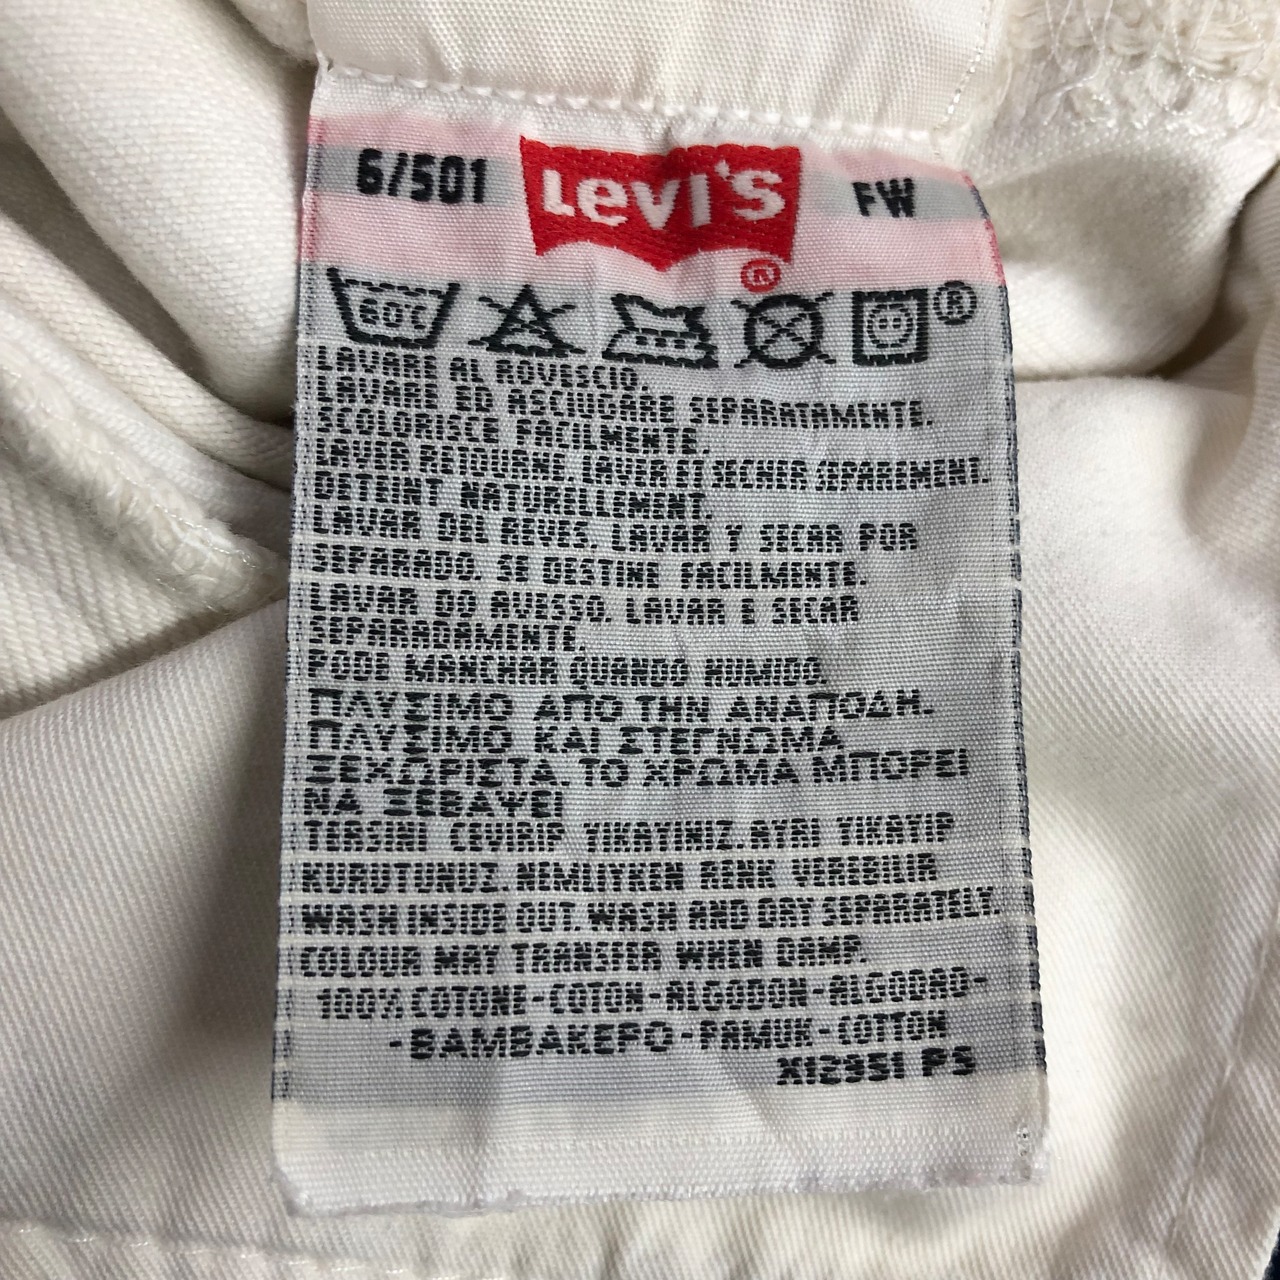 6/501 LEVI'S ® FW
60°C ®
LAVARE AL ROVESCIO.
LAVARE ED ASCIUGARE SEPARATAMENTE.
SCOLORISCE FACILMENTE.
LAVER RETOURNE. LAVER ET SECHER SEPAREMENT.
DETEINT NATURELLEMENT
LAVAR DEL REVES. LAVAR Y SECAR POR
SEPARADO. SE DESTINE FACILMENTE.
LAVAR DO AVESSO. LAVAR E SECAR
SEPARADAMENTE.
PODE MANCHAR QUANDO HUMIDO.
ΠΛΥΣΙΜΟ ΑΠΟ ΤΗΝ ΑΝΑΠΟΔΗ.
ΠΛΥΣΙΜΟ ΚΑΙ ΣΤΕΓΝΩΜΑ
ΞΕΧΩΡΙΣΤΑ ΤΟ ΧΡΩΜΑ ΜΠΟΡΕΙ
ΝΑ ΞΕΒΑΨΕΙ
TERSINI CEVIRIP YIKAYINIZ. AYRI YIKAYIP
KURUTUNUZ. NEMLIYKEN RENK VEREBILIR
WASH INSIDE OUT. WASH AND DRY SEPARATELY.
COLOUR MAY TRANSFER WHEN DAMP.
100% COTONE-COTON-ALGODON-ALGODAO-
-ΒΑΜΒΑΚΕΡΟ-PAMUK-COTTON
X12951 PS